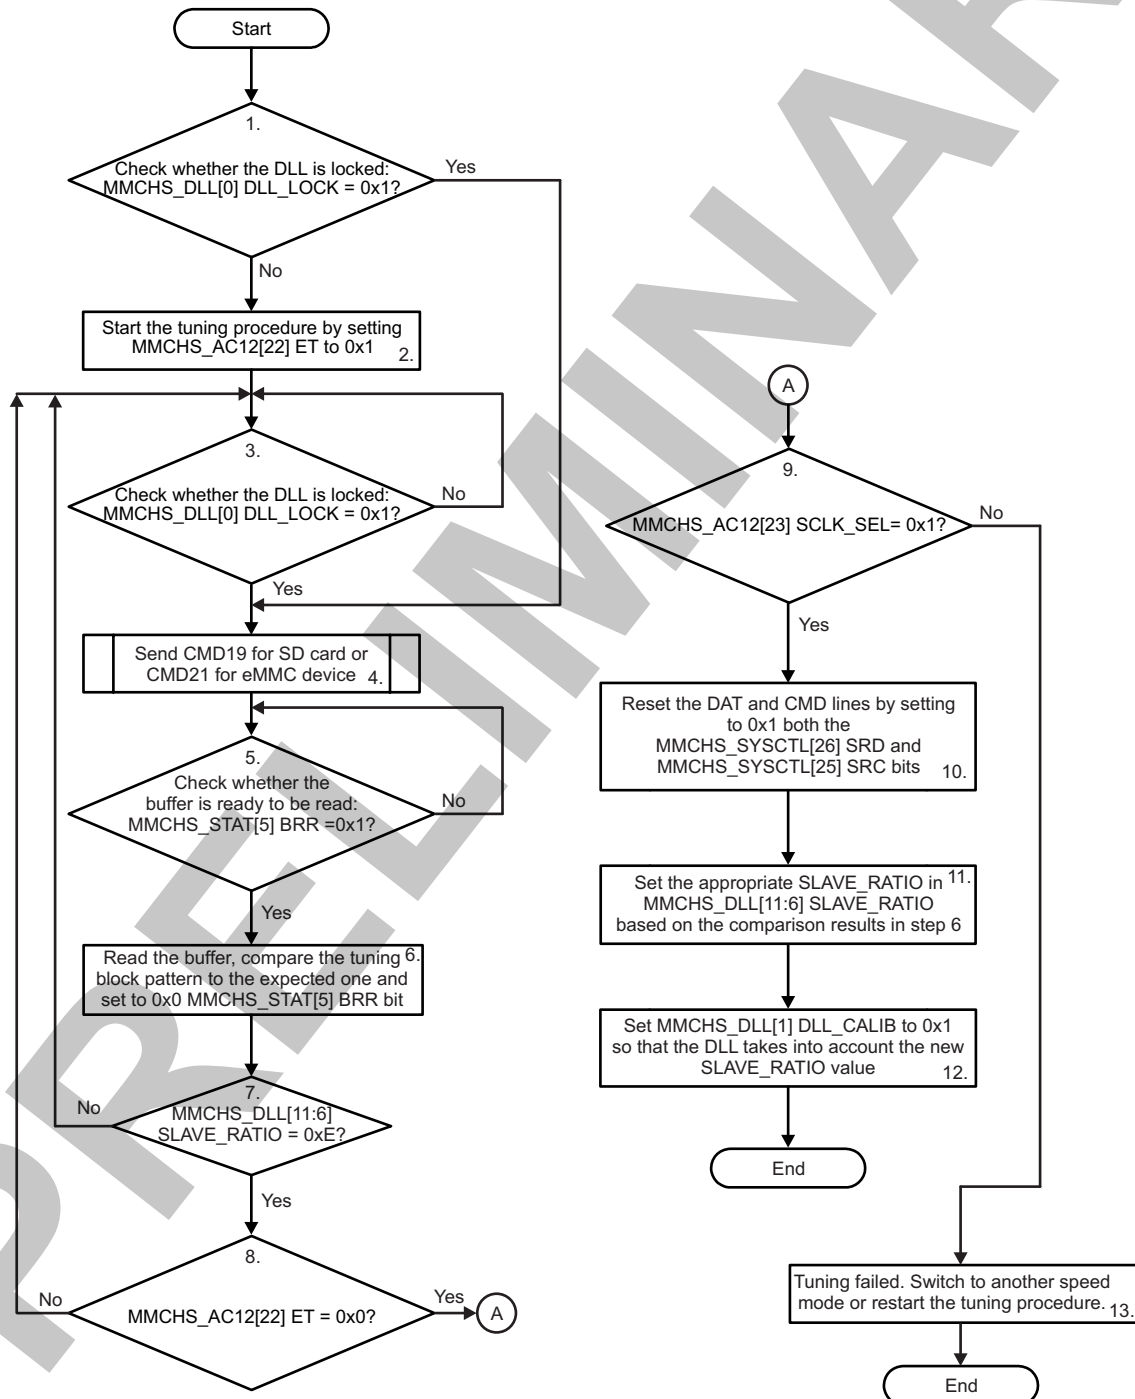 Start
1.
Check whether the DLL is locked:
MMCHS_DLL[0] DLL_LOCK = 0x1?
Yes
No
Start the tuning procedure by setting
MMCHS_AC12[22] ET to 0x1
2.
3.
Check whether the DLL is locked:
MMCHS_DLL[0] DLL_LOCK = 0x1?
No
Yes
Send CMD19 for SD card or
CMD21 for eMMC device
4.
5.
Check whether the
buffer is ready to be read:
MMCHS_STAT[5] BRR =0x1?
No
Yes
Read the buffer, compare the tuning
6.
block pattern to the expected one and
set to 0x0 MMCHS_STAT[5] BRR bit
7.
MMCHS_DLL[11:6]
SLAVE_RATIO = 0xE?
No
Yes
8.
MMCHS_AC12[22] ET = 0x0?
No
Yes
A
A
9.
MMCHS_AC12[23] SCLK_SEL= 0x1?
No
Yes
Reset the DAT and CMD lines by setting
to 0x1 both the
MMCHS_SYSCTL[26] SRD and
MMCHS_SYSCTL[25] SRC bits
10.
Set the appropriate SLAVE_RATIO in
11.
MMCHS_DLL[11:6] SLAVE_RATIO
based on the comparison results in step 6
Set MMCHS_DLL[1] DLL_CALIB to 0x1
so that the DLL takes into account the new
SLAVE_RATIO value
12.
End
Tuning failed. Switch to another speed
mode or restart the tuning procedure.
13.
End
PRELIMINAR